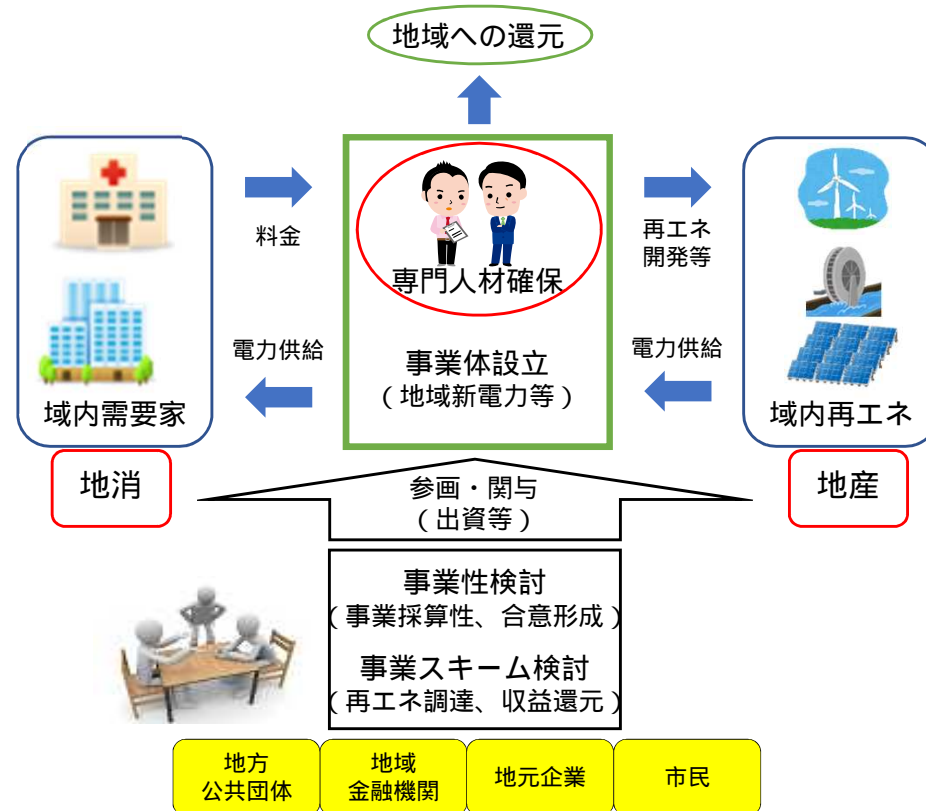 地域への還元
料金
専門人材確保
再エネ
開発等
電力供給
事業体設立
（地域新電力等）
電力供給
域内需要家
域内再エネ
地消
参画・関与
（出資等）
地産
事業性検討
（事業採算性、合意形成）
事業スキーム検討
（再エネ調達、収益還元）
地方
公共団体
地域
金融機関
地元企業
市民